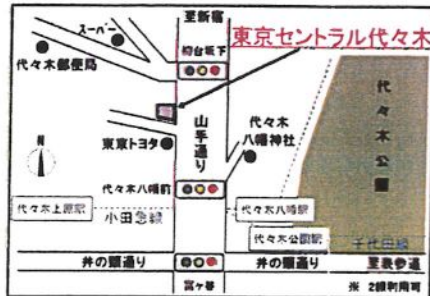 至新宿
スーパー
初台坂下
東京セントラル代々木
代々木郵便局
代々木公園
山手通り
代々木
八幡神社
N
東京トヨタ
代々木八幡前
代々木上原駅
小田急線
代々木八幡駅
代々木公園駅
千代田線
井の頭通り
井の頭通り
至表参道
富ヶ谷
※ 2線利用可